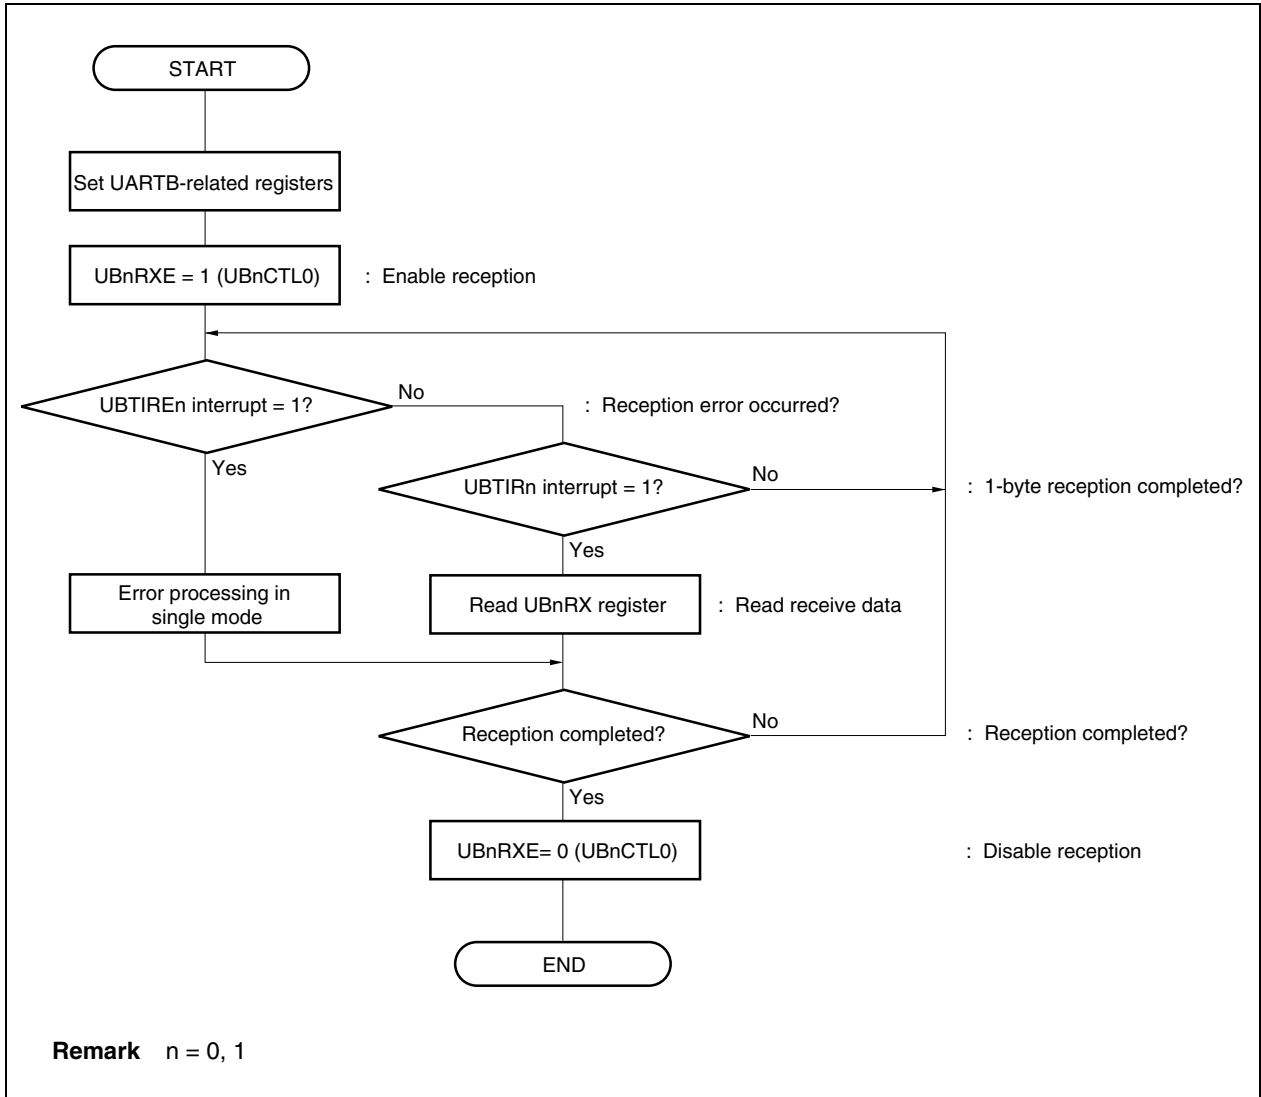 START
Set UARTB-related registers
UBnRXE = 1 (UBnCTL0)
: Enable reception
UBTIREn interrupt = 1?
No
: Reception error occurred?
Yes
UBTIRn interrupt = 1?
No
: 1-byte reception completed?
Yes
Error processing in
single mode
Read UBnRX register
: Read receive data
Reception completed?
No
: Reception completed?
Yes
UBnRXE= 0 (UBnCTL0)
: Disable reception
END
Remark n = 0, 1